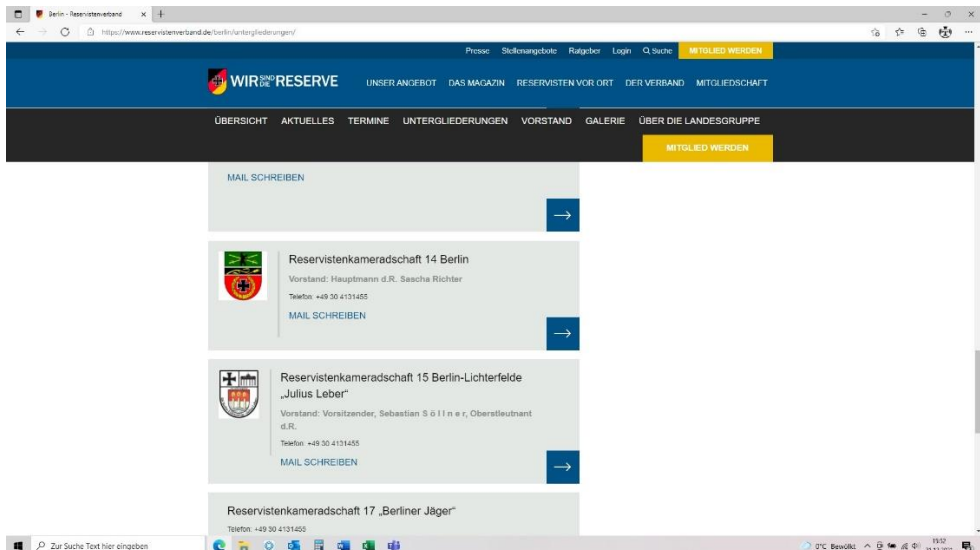 Berlin - Reservistenverband
https://www.reservistenverband.de/berlin/untergliederungen/
Presse Stellenangebote Ratgeber Login Suche MITGLIED WERDEN
WIR SIND DIE RESERVE UNSER ANGEBOT DAS MAGAZIN RESERVISTEN VOR ORT DER VERBAND MITGLIEDSCHAFT
ÜBERSICHT AKTUELLES TERMINE UNTERGLIEDERUNGEN VORSTAND GALERIE ÜBER DIE LANDESGRUPPE
MITGLIED WERDEN
MAIL SCHREIBEN
Reservistenkameradschaft 14 Berlin
Vorstand: Hauptmann d.R. Sascha Richter
Telefon: +49 30 4131455
MAIL SCHREIBEN
Reservistenkameradschaft 15 Berlin-Lichterfelde
„Julius Leber“
Vorstand: Vorsitzender, Sebastian S ö l l n e r, Oberstleutnant
d.R.
Telefon: +49 30 4131455
MAIL SCHREIBEN
Reservistenkameradschaft 17 „Berliner Jäger“
Telefon: +49 30 4131455
Zur Suche Text hier eingeben
0°C Bewölkt